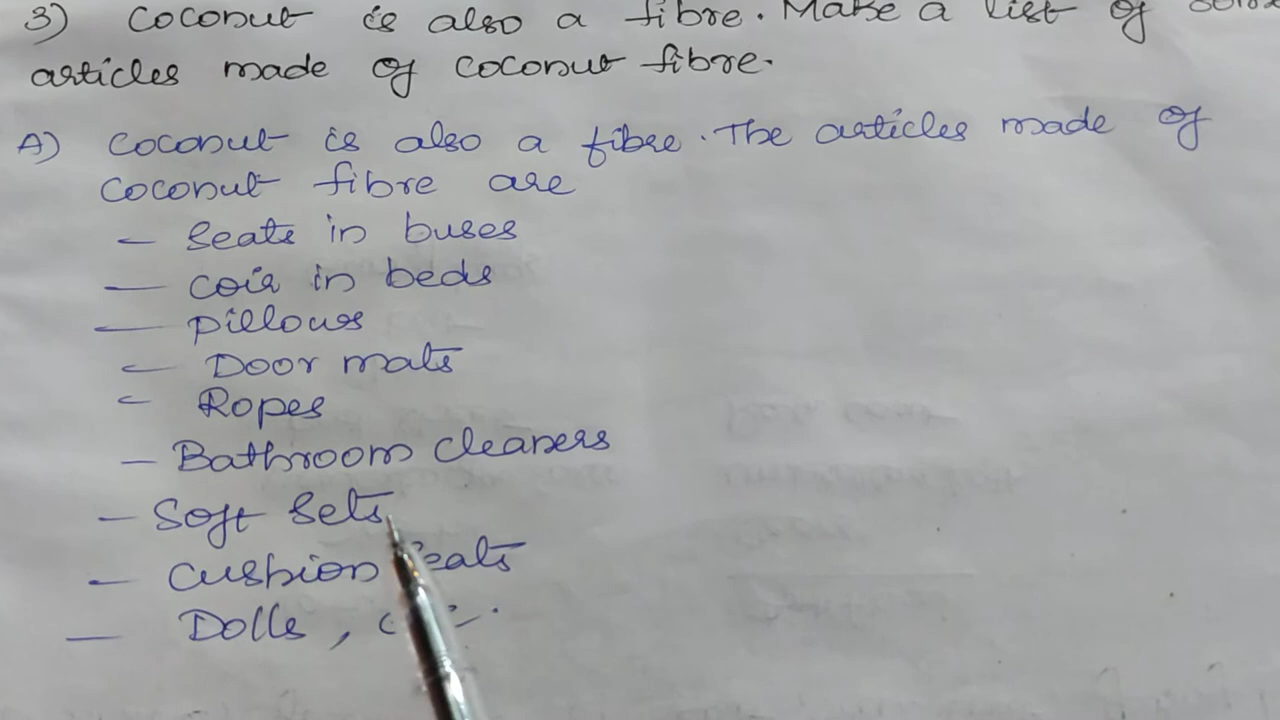 3) Coconut is also a fibre. Make a list of some
articles made of coconut fibre.
A) Coconut is also a fibre. The articles made of
coconut fibre are
- Seats in buses
- Coir in beds
- Pillows
- Door mats
- Ropes
- Bathroom cleaners
- Soft sets
- Cushion seats
- Dolls,